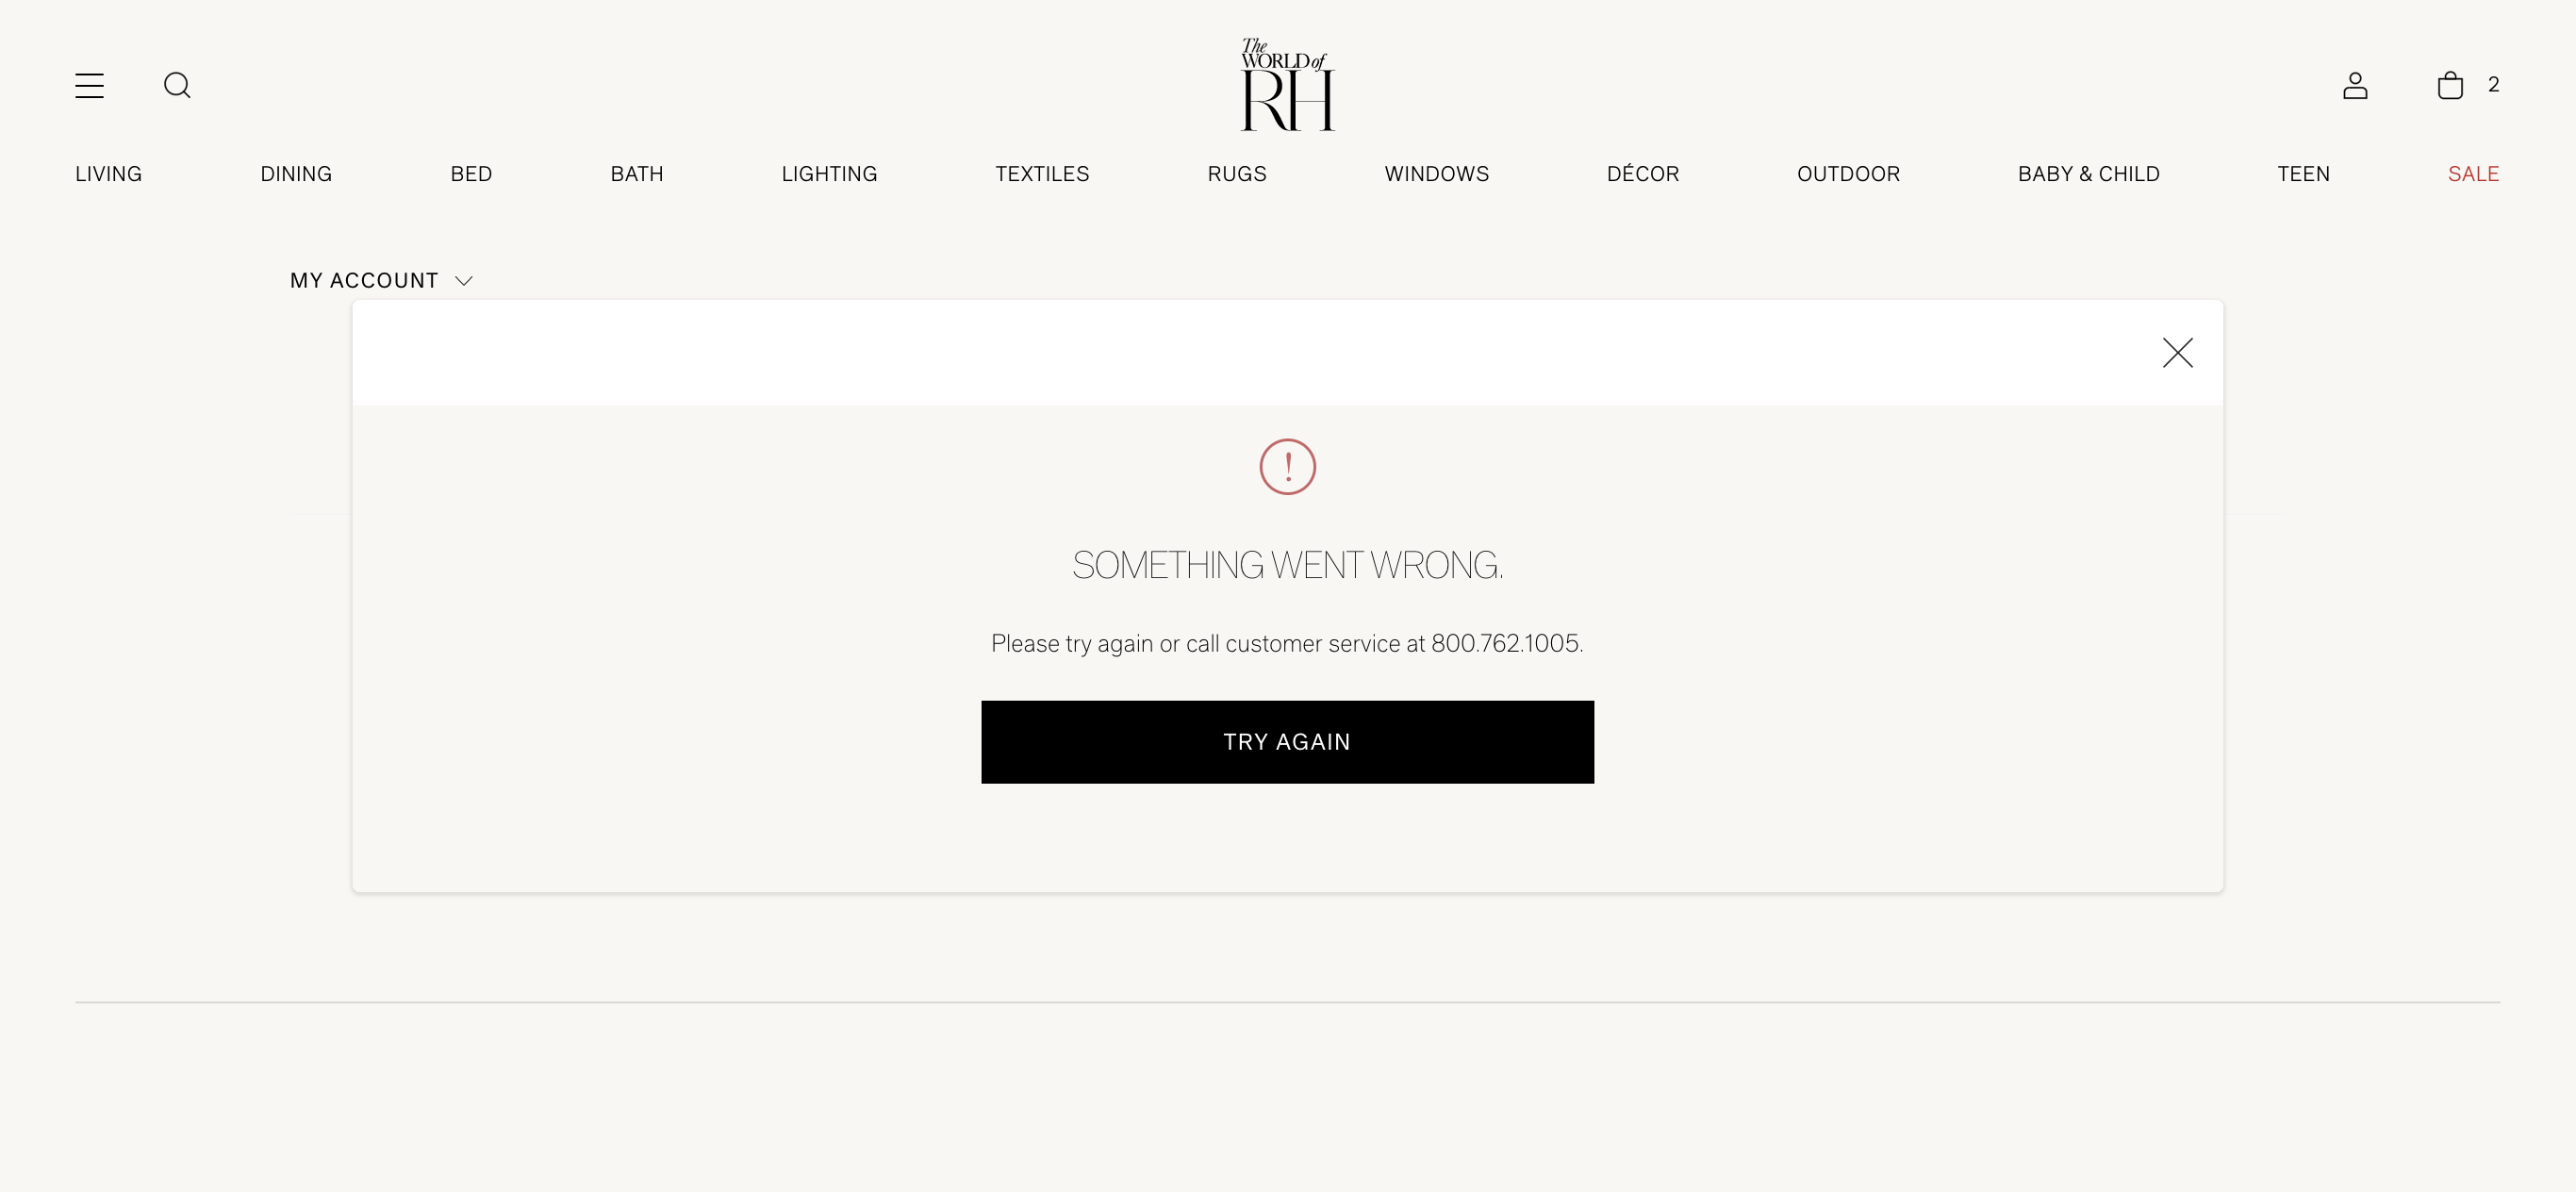 The
WORLD of
RH
2
LIVING DINING BED BATH LIGHTING TEXTILES RUGS WINDOWS DÉCOR OUTDOOR BABY & CHILD TEEN SALE
MY ACCOUNT
!
SOMETHING WENT WRONG.
Please try again or call customer service at 800.762.1005.
TRY AGAIN